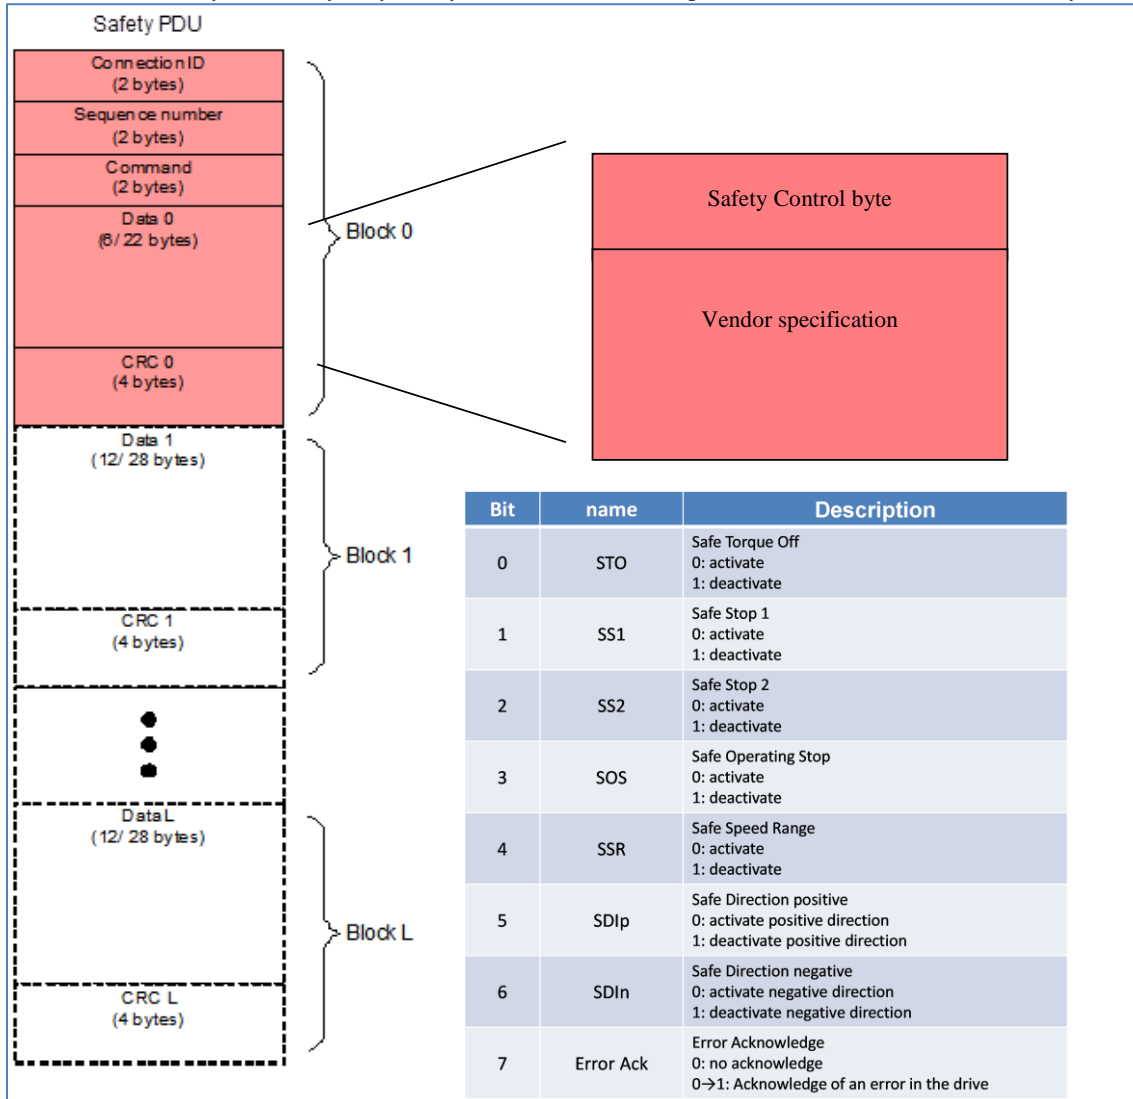 Safety PDU
Connection ID
(2 bytes)
Sequence number
(2 bytes)
Command
(2 bytes)
Data 0
(6/ 22 bytes)
CRC 0
(4 bytes)
Block 0
Data 1
(12/ 28 bytes)
CRC 1
(4 bytes)
Block 1
Data L
(12/ 28 bytes)
CRC L
(4 bytes)
Block L
Safety Control byte
Vendor specification
Bit name Description
0 STO Safe Torque Off
0: activate
1: deactivate
1 SS1 Safe Stop 1
0: activate
1: deactivate
2 SS2 Safe Stop 2
0: activate
1: deactivate
3 SOS Safe Operating Stop
0: activate
1: deactivate
4 SSR Safe Speed Range
0: activate
1: deactivate
5 SDIp Safe Direction positive
0: activate positive direction
1: deactivate positive direction
6 SDIn Safe Direction negative
0: activate negative direction
1: deactivate negative direction
7 Error Ack Error Acknowledge
0: no acknowledge
0→1: Acknowledge of an error in the drive